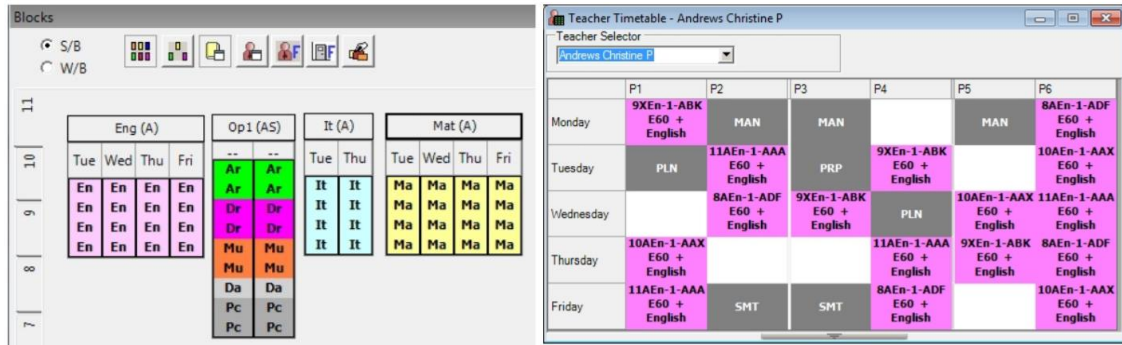 Blocks
S/B
W/B
F
F
11
10
9
8
7
Eng (A)
Tue Wed Thu Fri
En En En En
En En En En
En En En En
En En En En
Op1 (AS)
-- --
Ar Ar
Ar Ar
Dr Dr
Dr Dr
Mu Mu
Mu Mu
Da Da
Pc Pc
Pc Pc
It (A)
Tue Thu
It It
It It
It It
It It
Mat (A)
Tue Wed Thu Fri
Ma Ma Ma Ma
Ma Ma Ma Ma
Ma Ma Ma Ma
Ma Ma Ma Ma
Teacher Timetable - Andrews Christine P
Teacher Selector
Andrews Christine P
P1 P2 P3 P4 P5 P6
9XEn-1-ABK 8AEn-1-ADF
Monday E60 + MAN MAN MAN E60 +
English English
11AEn-1-AAA 9XEn-1-ABK 10AEn-1-AAX
Tuesday PLN E60 + PRP E60 + E60 +
English English English
8AEn-1-ADF 9XEn-1-ABK 10AEn-1-AAX 11AEn-1-AAA
Wednesday E60 + E60 + PLN E60 + E60 +
English English English English
10AEn-1-AAX 11AEn-1-AAA 9XEn-1-ABK 8AEn-1-ADF
Thursday E60 + E60 + E60 + E60 +
English English English English
11AEn-1-AAA 8AEn-1-ADF 10AEn-1-AAX
Friday E60 + SMT SMT E60 + E60 +
English English English